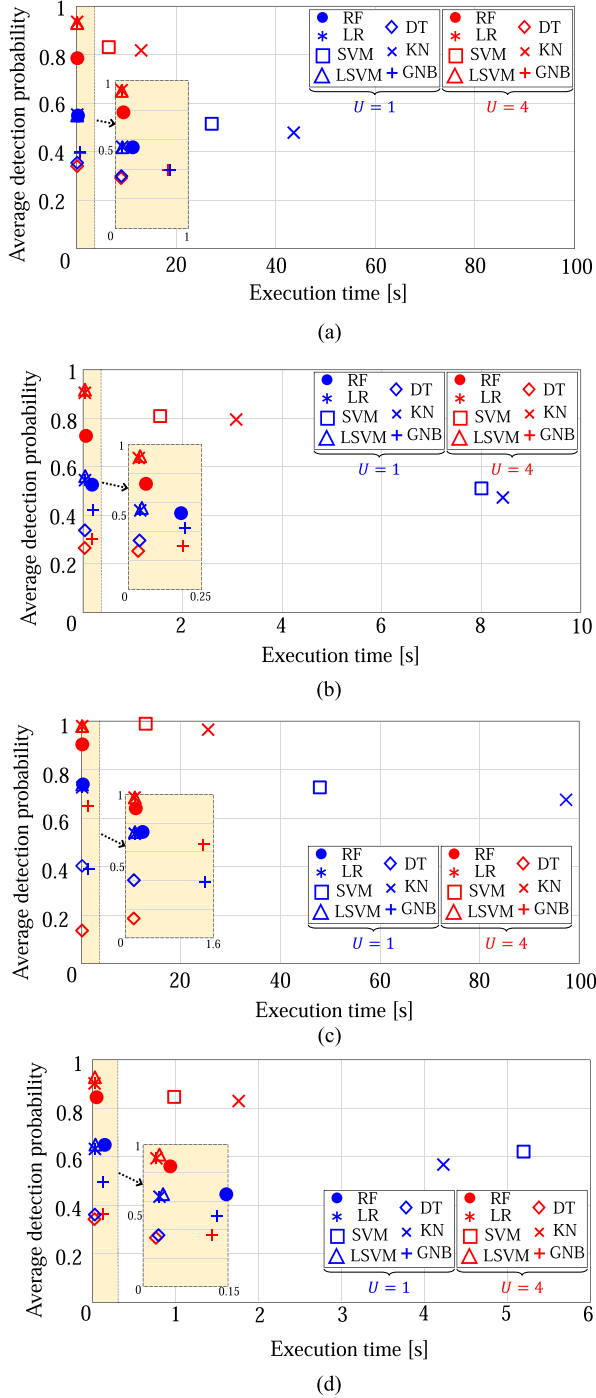 Average detection probability
1
0.8
0.6
0.4
0.2
0
20
40
60
80
100
Execution time [s]
1
0.5
0
1
RF
LR
SVM
LSVM
DT
KN
GNB
U = 1
RF
LR
SVM
LSVM
DT
KN
GNB
U = 4
(a)
Average detection probability
1
0.8
0.6
0.4
0.2
0
2
4
6
8
10
Execution time [s]
1
0.5
0
0.25
RF
LR
SVM
LSVM
DT
KN
GNB
U = 1
RF
LR
SVM
LSVM
DT
KN
GNB
U = 4
(b)
Average detection probability
1
0.8
0.6
0.4
0.2
0
20
40
60
80
100
Execution time [s]
1
0.5
0
1.6
RF
LR
SVM
LSVM
DT
KN
GNB
U = 1
RF
LR
SVM
LSVM
DT
KN
GNB
U = 4
(c)
Average detection probability
1
0.8
0.6
0.4
0.2
0
1
2
3
4
5
6
Execution time [s]
1
0.5
0
0.15
RF
LR
SVM
LSVM
DT
KN
GNB
U = 1
RF
LR
SVM
LSVM
DT
KN
GNB
U = 4
(d)